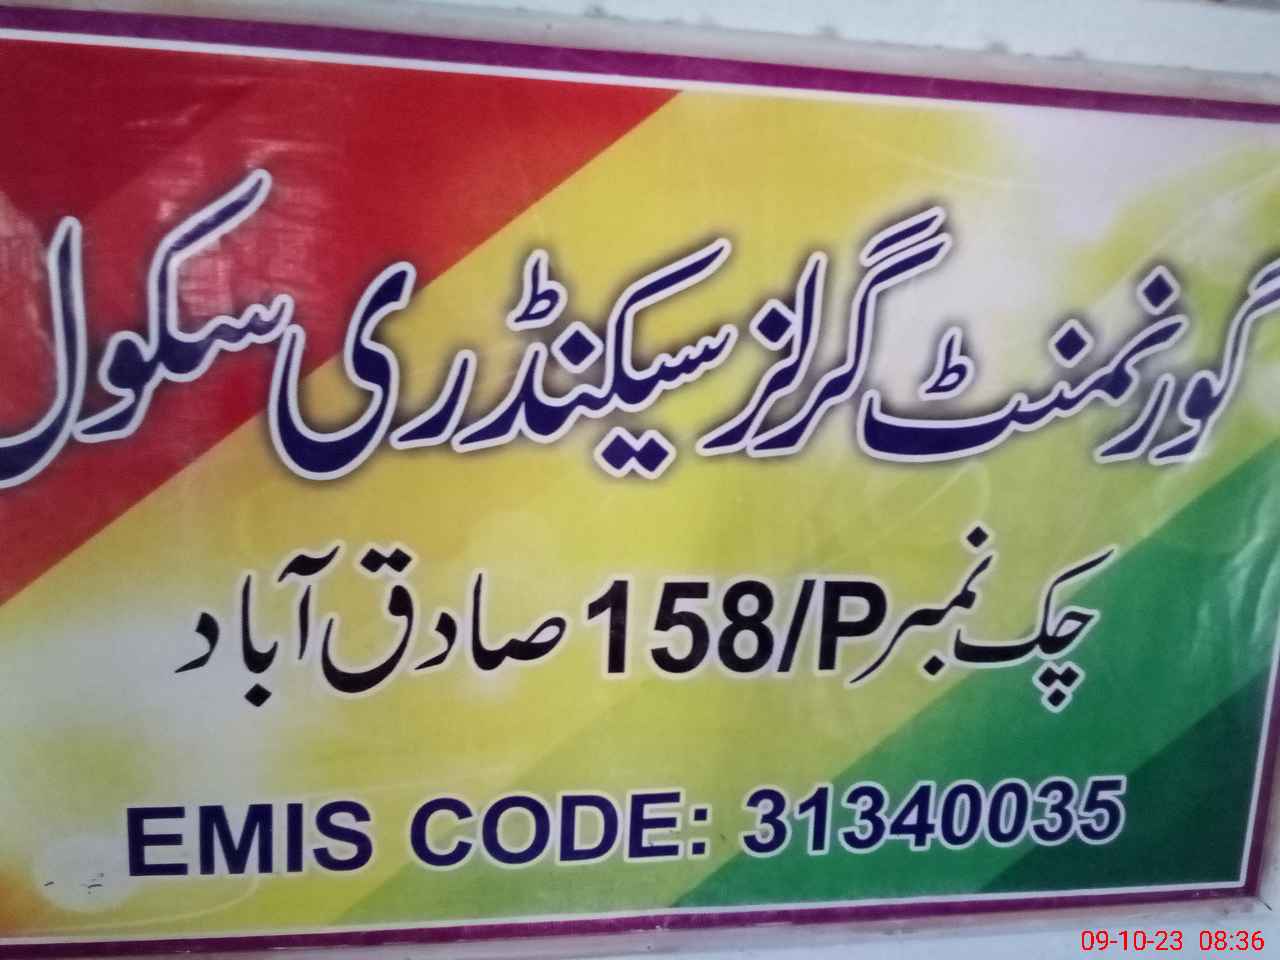 گورنمنٹ گرلز سیکنڈری سکول
چک نمبر 158/P صادق آباد
EMIS CODE: 31340035
09-10-23 08:36